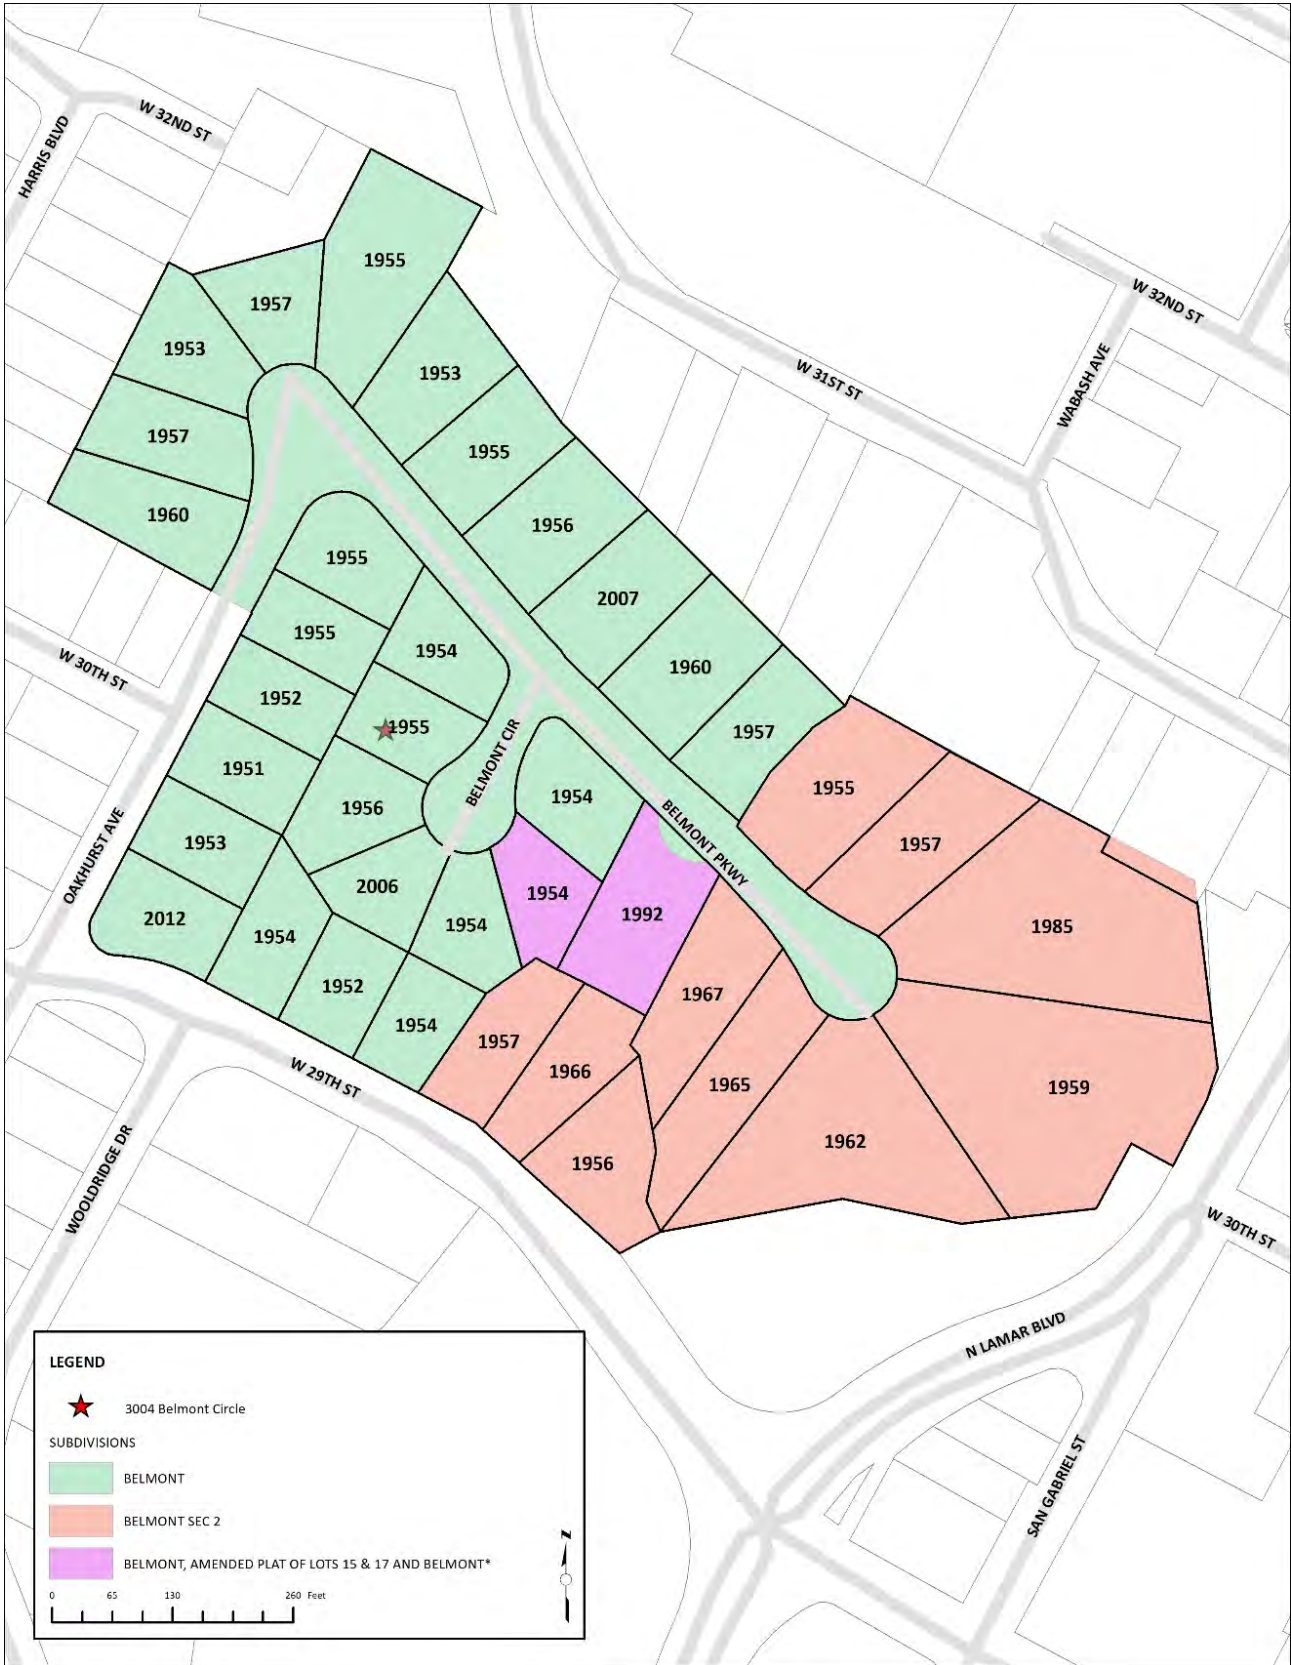 W 32ND ST
HARRIS BLVD
1955
1957
W 32ND ST
1953
1953
W 31ST ST
WABASH AVE
1957
1955
1960
1956
1955
2007
1955
1954
W 30TH ST
1960
1952
1955
1957
1951
BELMONT CIR
1955
1956
1954
BELMONT PKWY
1953
OAKHURST AVE
1957
2006
1954
1992
2012
1954
1954
1985
1952
1967
1954
1957
W 29TH ST
1966
1965
1959
1962
WOOLDRIDGE DR
1956
W 30TH ST
N LAMAR BLVD
SAN GABRIEL ST
LEGEND
3004 Belmont Circle
SUBDIVISIONS
BELMONT
BELMONT SEC 2
BELMONT, AMENDED PLAT OF LOTS 15 & 17 AND BELMONT*
0 65 130 260 Feet
N